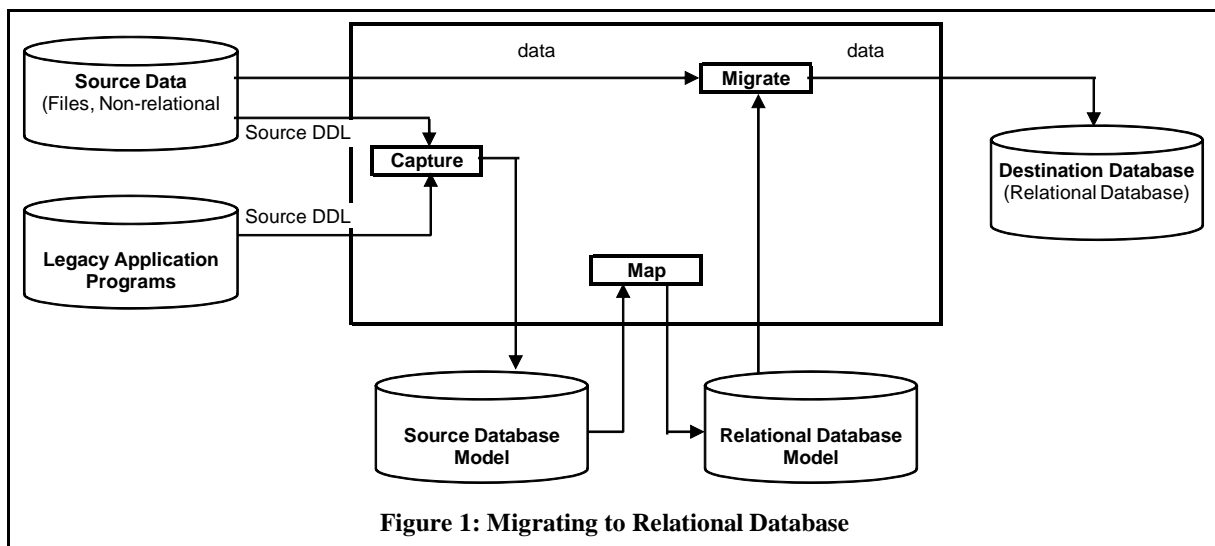 data
data
Source Data
(Files, Non-relational
Migrate
Source DDL
Capture
Destination Database
(Relational Database)
Source DDL
Legacy Application
Programs
Map
Source Database
Model
Relational Database
Model
Figure 1: Migrating to Relational Database